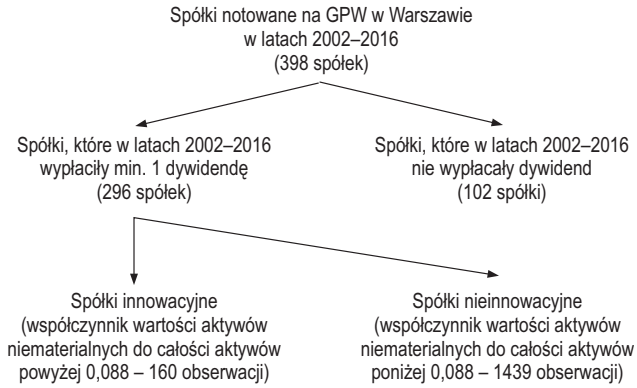 Spółki notowane na GPW w Warszawie
w latach 2002–2016
(398 spółek)
Spółki, które w latach 2002–2016
wypłaciły min. 1 dywidendę
(296 spółek)
Spółki, które w latach 2002–2016
nie wypłacały dywidend
(102 spółki)
Spółki innowacyjne
(współczynnik wartości aktywów
niematerialnych do całości aktywów
powyżej 0,088 – 160 obserwacji)
Spółki nieinnowacyjne
(współczynnik wartości aktywów
niematerialnych do całości aktywów
poniżej 0,088 – 1439 obserwacji)